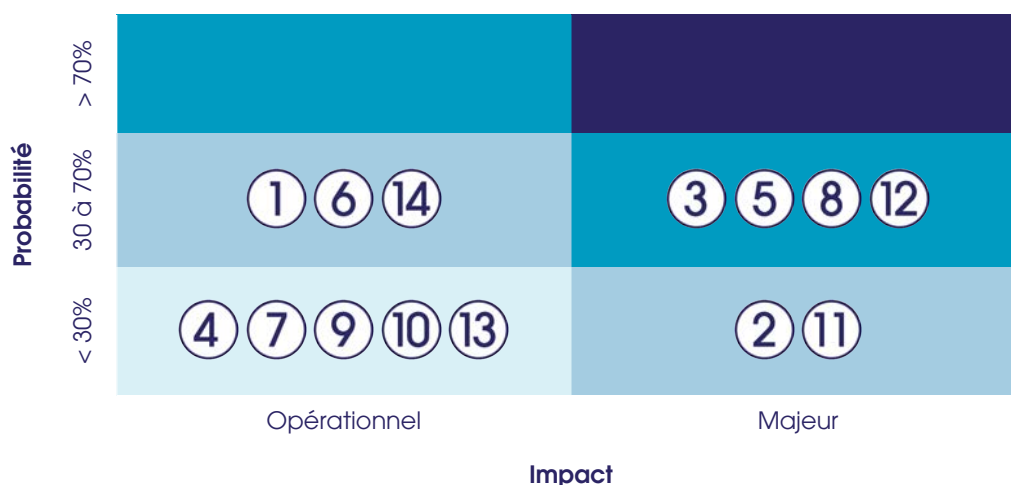 Probabilité
> 70%
30 à 70%
1 6 14
3 5 8 12
< 30%
4 7 9 10 13
2 11
Opérationnel
Majeur
Impact